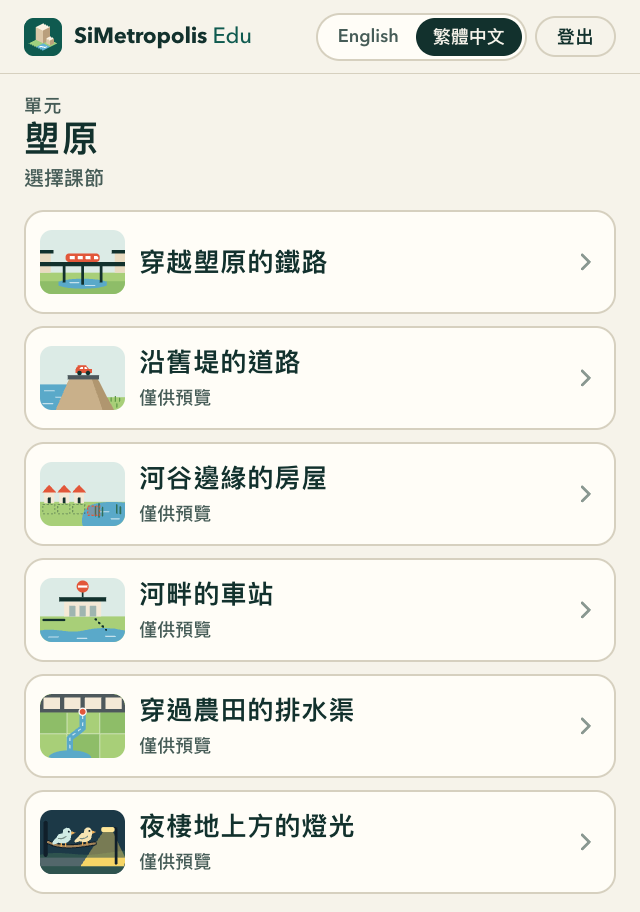 SiMetropolis Edu
English
繁體中文
登出
單元
塱原
選擇課節
穿越塱原的鐵路
沿舊堤的道路
僅供預覽
河谷邊緣的房屋
僅供預覽
河畔的車站
僅供預覽
穿過農田的排水渠
僅供預覽
夜棲地上方的燈光
僅供預覽